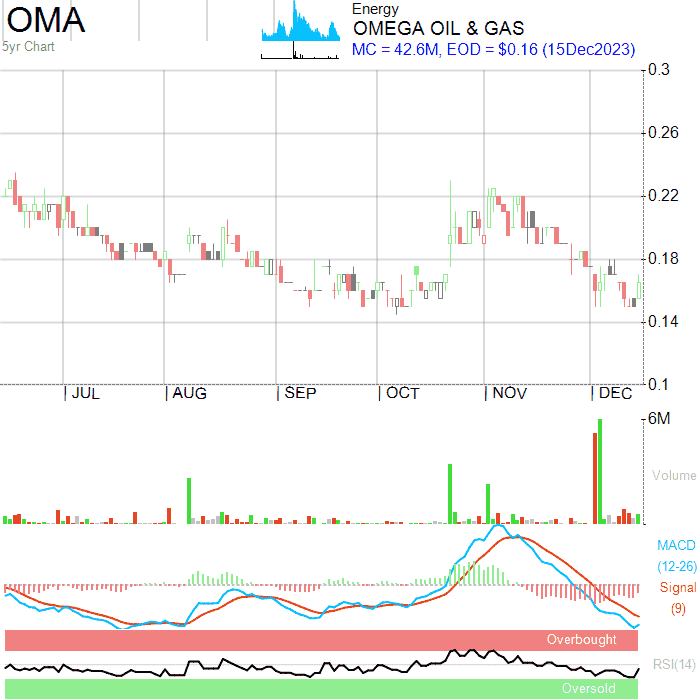 OMA
5yr Chart
Energy
OMEGA OIL & GAS
MC = 42.6M, EOD = $0.16 (15Dec2023)
0.3
0.26
0.22
0.18
0.14
0.1
| JUL | AUG | SEP | OCT | NOV | DEC
6M
Volume
MACD
(12-26)
Signal
(9)
Overbought
RSI(14)
Oversold